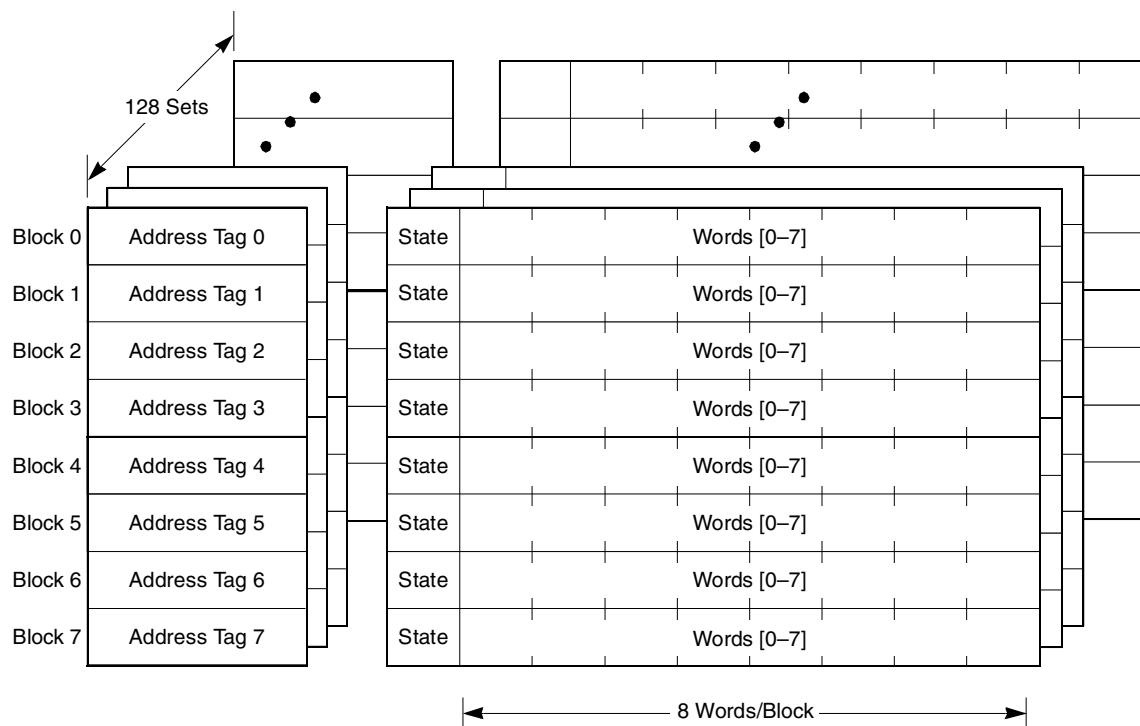 128 Sets
Block 0 Address Tag 0 State Words [0–7]
Block 1 Address Tag 1 State Words [0–7]
Block 2 Address Tag 2 State Words [0–7]
Block 3 Address Tag 3 State Words [0–7]
Block 4 Address Tag 4 State Words [0–7]
Block 5 Address Tag 5 State Words [0–7]
Block 6 Address Tag 6 State Words [0–7]
Block 7 Address Tag 7 State Words [0–7]
8 Words/Block